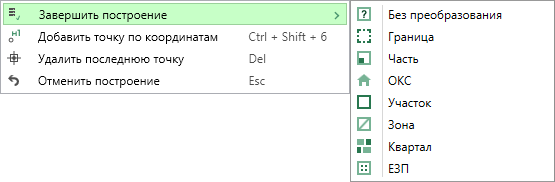 Завершить построение
Добавить точку по координатам Ctrl + Shift + 6
Удалить последнюю точку Del
Отменить построение Esc
Без преобразования
Граница
Часть
ОКС
Участок
Зона
Квартал
ЕЗП